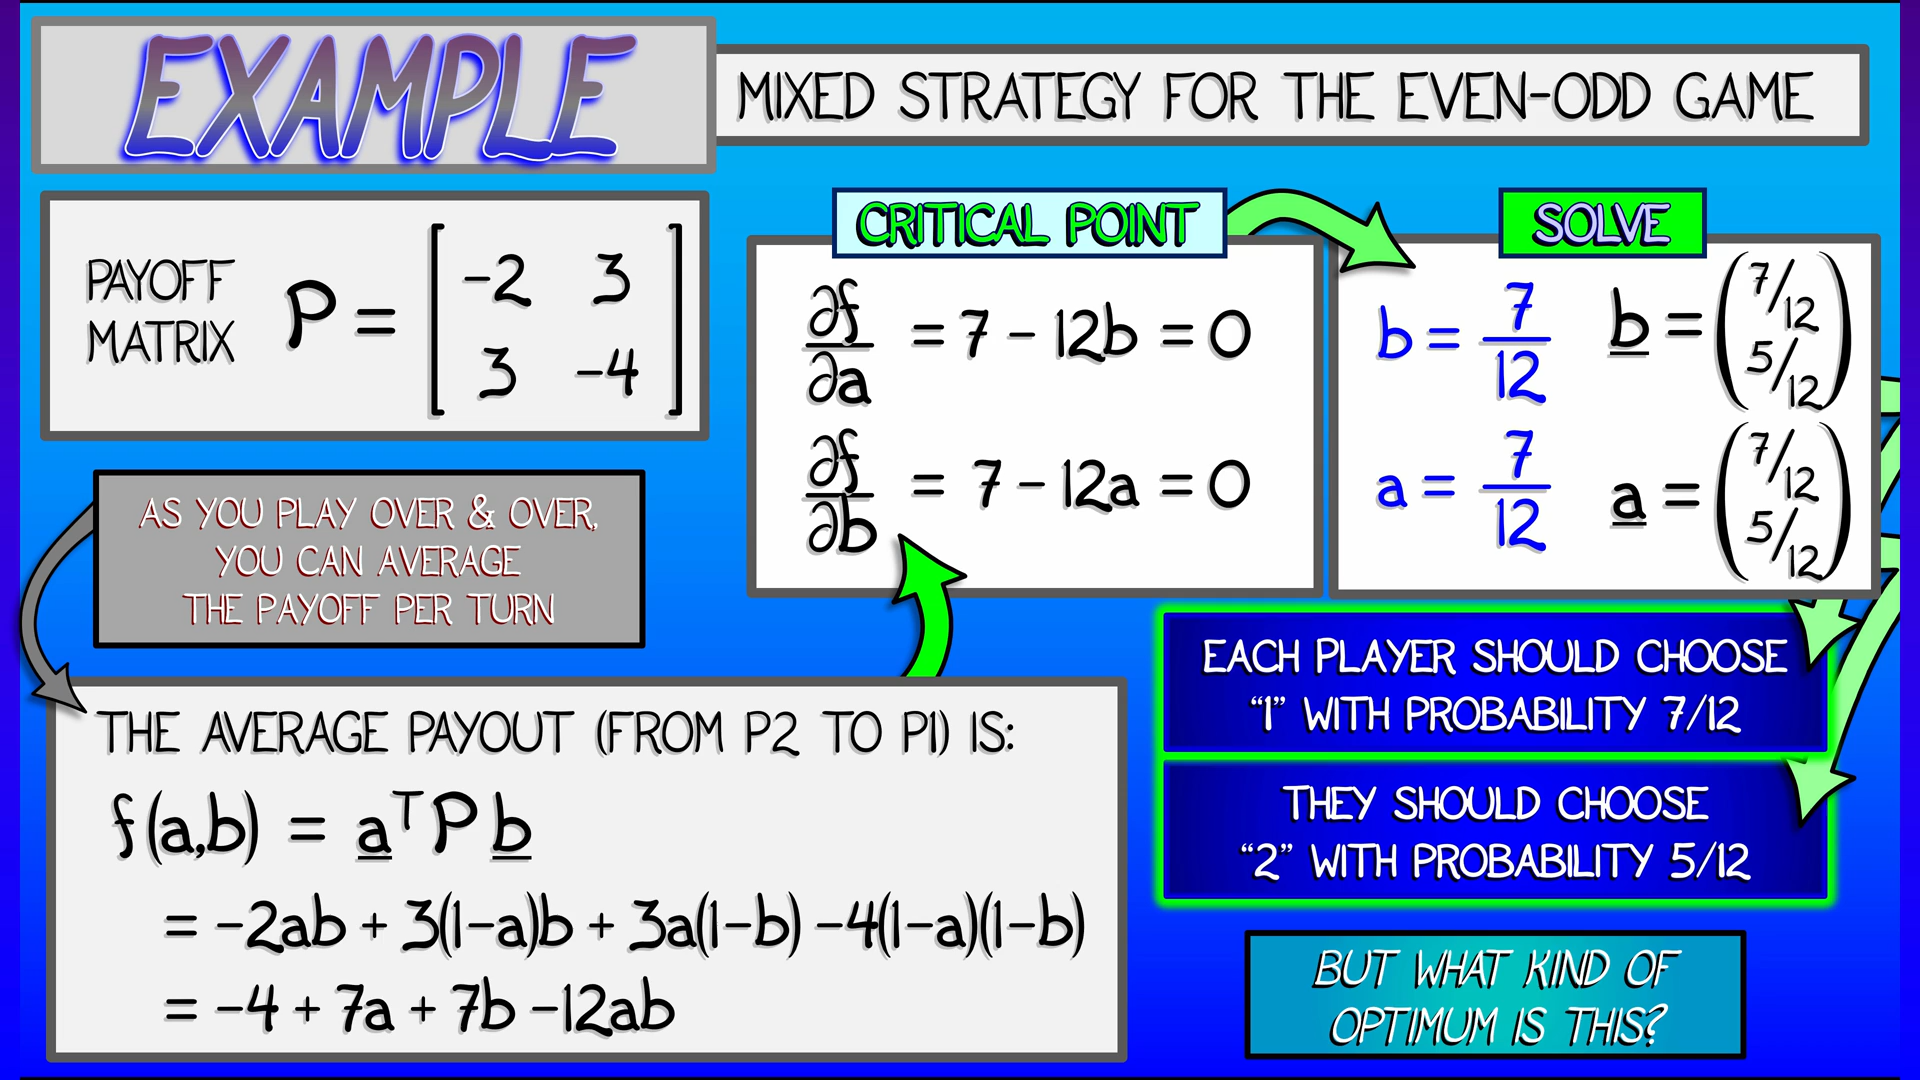 EXAMPLE
MIXED STRATEGY FOR THE EVEN-ODD GAME
PAYOFF
MATRIX
P = [ -2 3
3 -4 ]
AS YOU PLAY OVER & OVER,
YOU CAN AVERAGE
THE PAYOFF PER TURN
THE AVERAGE PAYOUT (FROM P2 TO P1) IS:
f(a,b) = a^T P b
= -2ab + 3(1-a)b + 3a(1-b) -4(1-a)(1-b)
= -4 + 7a + 7b -12ab
CRITICAL POINT
∂f/∂a = 7 - 12b = 0
∂f/∂b = 7 - 12a = 0
SOLVE
b = 7/12 b = (7/12 5/12)
a = 7/12 a = (7/12 5/12)
EACH PLAYER SHOULD CHOOSE
“1” WITH PROBABILITY 7/12
THEY SHOULD CHOOSE
“2” WITH PROBABILITY 5/12
BUT WHAT KIND OF
OPTIMUM IS THIS?